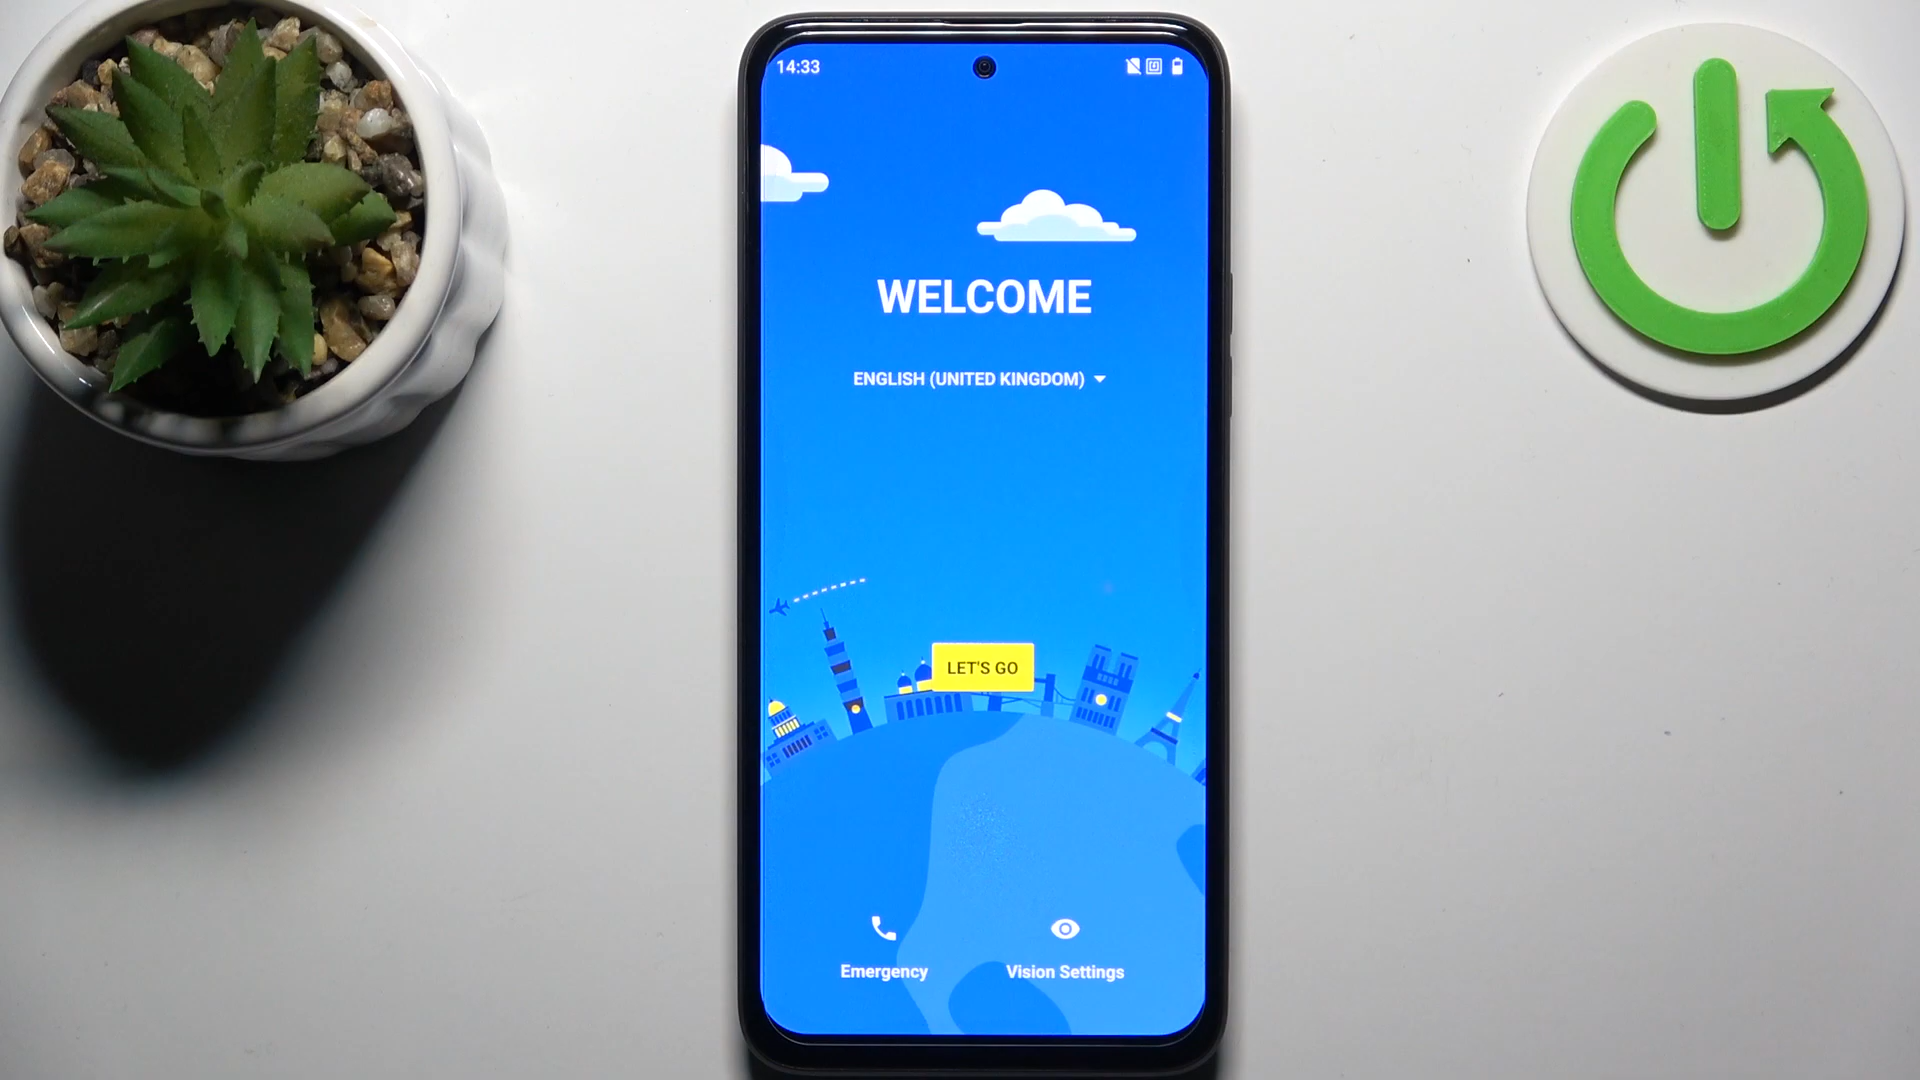 14:33
WELCOME
ENGLISH (UNITED KINGDOM)
LET'S GO
Emergency
Vision Settings